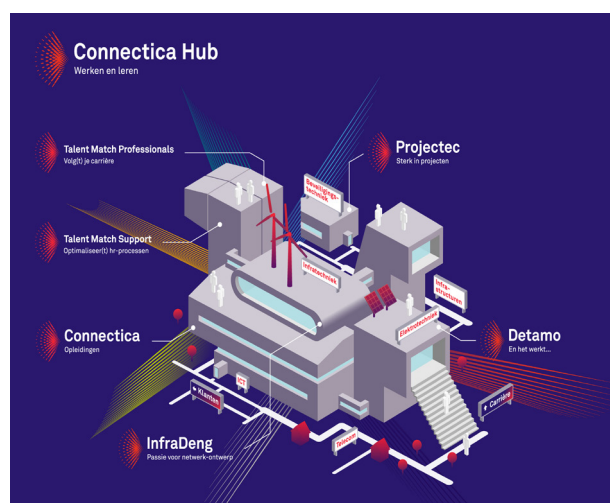 Connectica Hub
Werken en leren
Talent Match Professionals
Volg(t) je carrière
Projectec
Sterk in projecten
Beveiligings-
techniek
Talent Match Support
Optimaliseer(t) hr-processen
Infratechniek
Infra-
structuren
Connectica
Opleidingen
Elektrotechniek
Detamo
En het werkt...
ICT
Klanten
Carrière
InfraDeng
Passie voor netwerk-ontwerp
Telecom